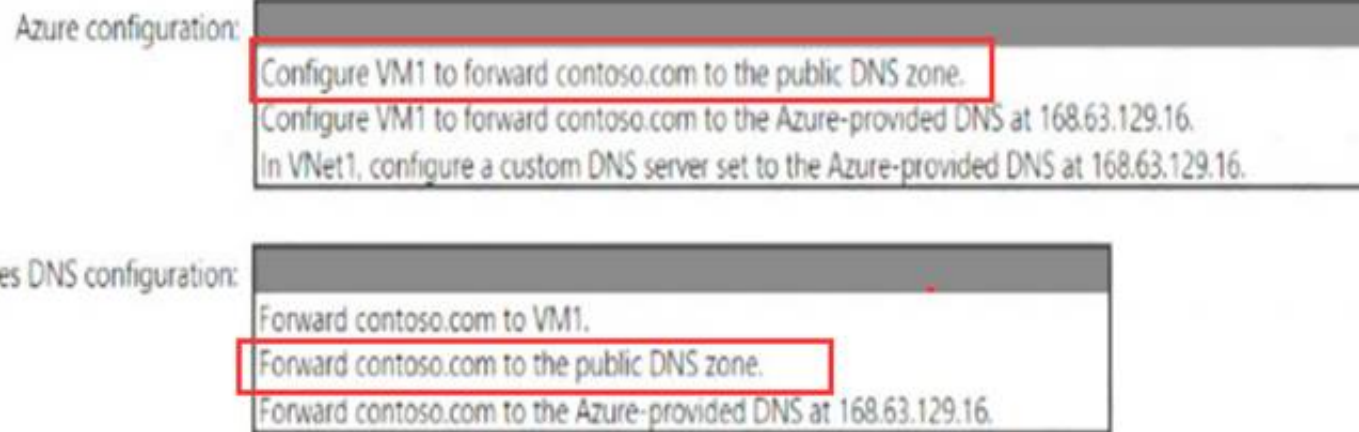 Azure configuration:
Configure VM1 to forward contoso.com to the public DNS zone.
Configure VM1 to forward contoso.com to the Azure-provided DNS at 168.63.129.16.
In VNet1, configure a custom DNS server set to the Azure-provided DNS at 168.63.129.16.
es DNS configuration:
Forward contoso.com to VM1.
Forward contoso.com to the public DNS zone.
Forward contoso.com to the Azure-provided DNS at 168.63.129.16.